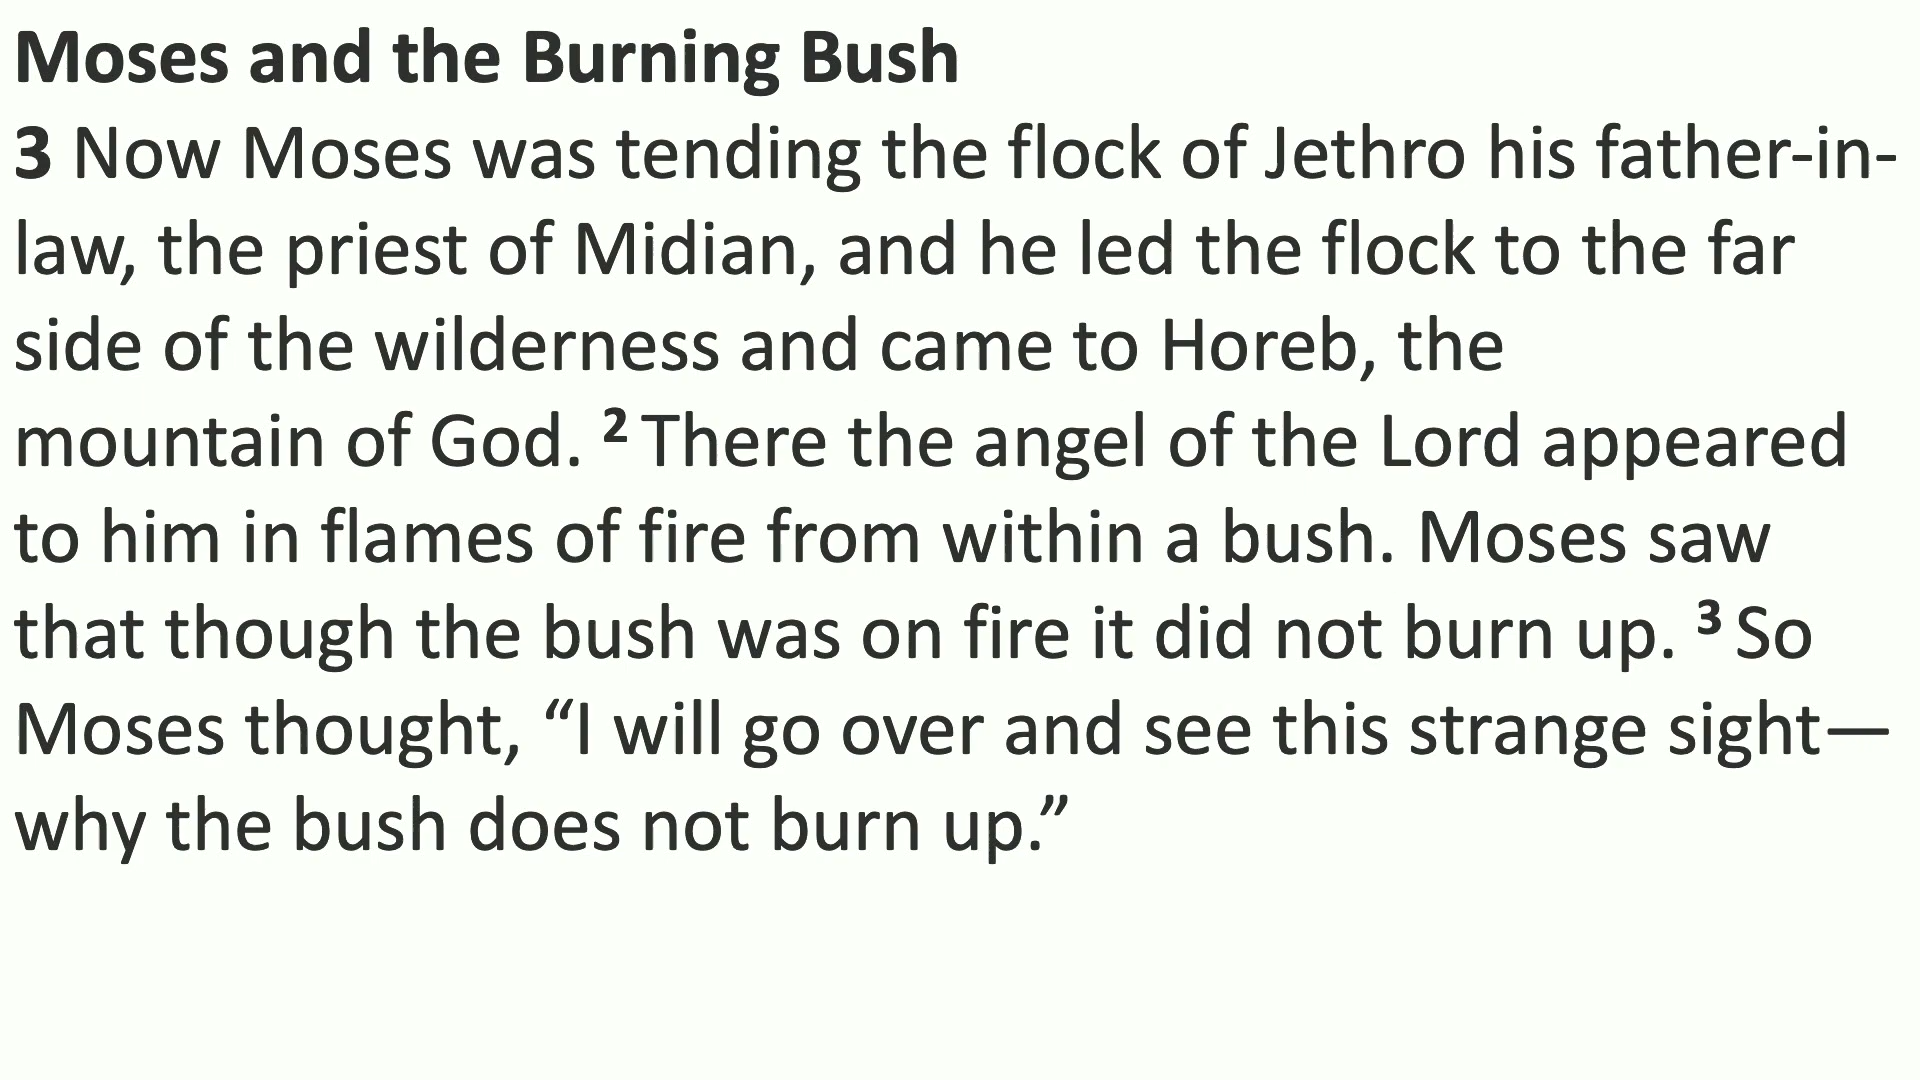 Moses and the Burning Bush
3 Now Moses was tending the flock of Jethro his father-in-
law, the priest of Midian, and he led the flock to the far
side of the wilderness and came to Horeb, the
mountain of God. 2 There the angel of the Lord appeared
to him in flames of fire from within a bush. Moses saw
that though the bush was on fire it did not burn up. 3 So
Moses thought, “I will go over and see this strange sight—
why the bush does not burn up.”